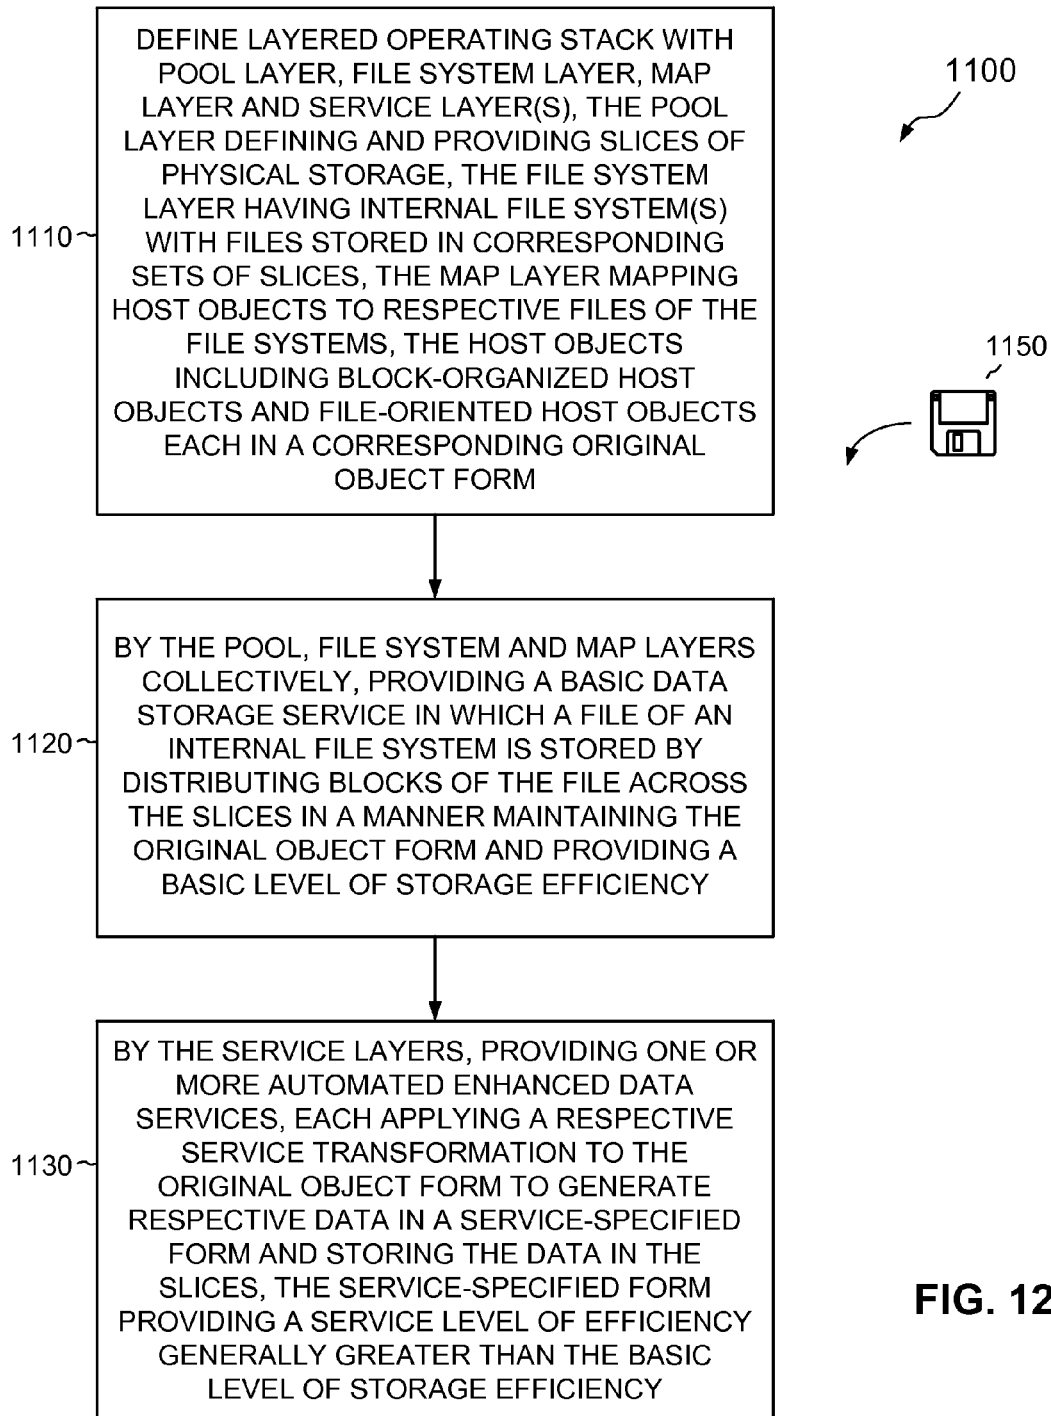 DEFINE LAYERED OPERATING STACK WITH
POOL LAYER, FILE SYSTEM LAYER, MAP
LAYER AND SERVICE LAYER(S), THE POOL
LAYER DEFINING AND PROVIDING SLICES OF
PHYSICAL STORAGE, THE FILE SYSTEM
LAYER HAVING INTERNAL FILE SYSTEM(S)
WITH FILES STORED IN CORRESPONDING
SETS OF SLICES, THE MAP LAYER MAPPING
HOST OBJECTS TO RESPECTIVE FILES OF THE
FILE SYSTEMS, THE HOST OBJECTS
INCLUDING BLOCK-ORGANIZED HOST
OBJECTS AND FILE-ORIENTED HOST OBJECTS
EACH IN A CORRESPONDING ORIGINAL
OBJECT FORM
1110
1100
1150
BY THE POOL, FILE SYSTEM AND MAP LAYERS
COLLECTIVELY, PROVIDING A BASIC DATA
STORAGE SERVICE IN WHICH A FILE OF AN
INTERNAL FILE SYSTEM IS STORED BY
DISTRIBUTING BLOCKS OF THE FILE ACROSS
THE SLICES IN A MANNER MAINTAINING THE
ORIGINAL OBJECT FORM AND PROVIDING A
BASIC LEVEL OF STORAGE EFFICIENCY
1120
BY THE SERVICE LAYERS, PROVIDING ONE OR
MORE AUTOMATED ENHANCED DATA
SERVICES, EACH APPLYING A RESPECTIVE
SERVICE TRANSFORMATION TO THE
ORIGINAL OBJECT FORM TO GENERATE
RESPECTIVE DATA IN A SERVICE-SPECIFIED
FORM AND STORING THE DATA IN THE
SLICES, THE SERVICE-SPECIFIED FORM
PROVIDING A SERVICE LEVEL OF EFFICIENCY
GENERALLY GREATER THAN THE BASIC
LEVEL OF STORAGE EFFICIENCY
1130
FIG. 12